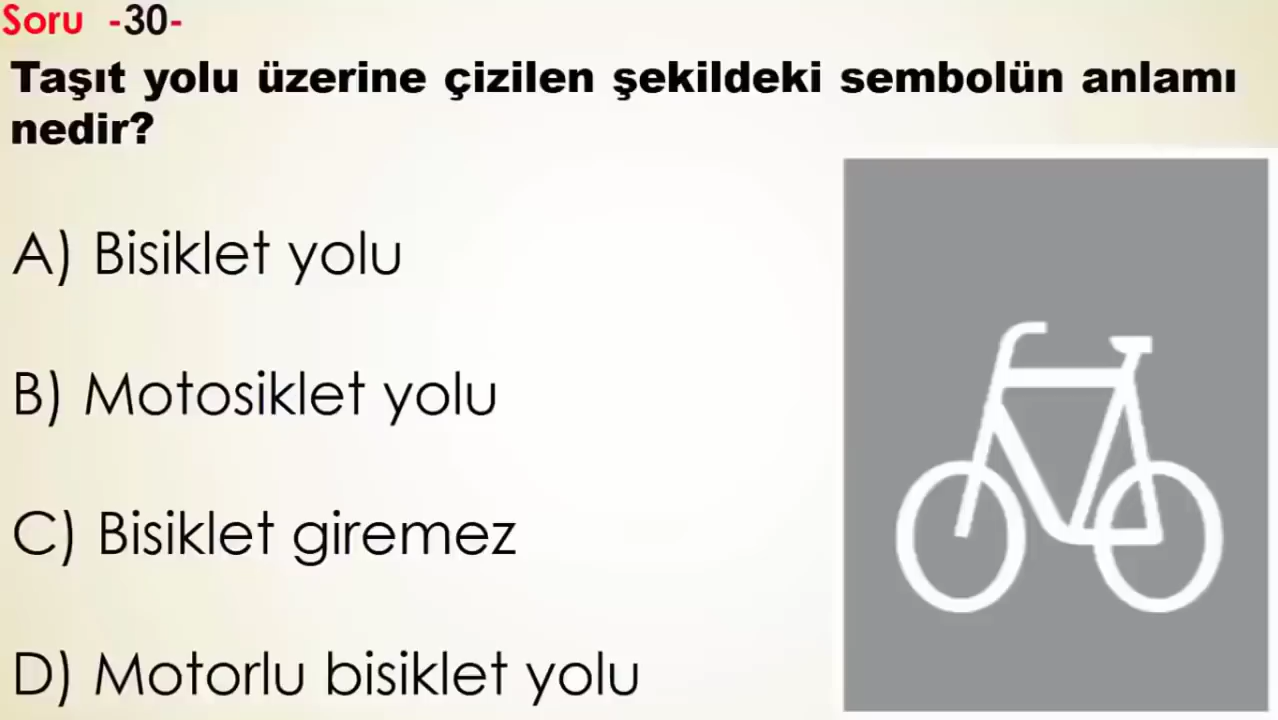 Soru -30-
Taşıt yolu üzerine çizilen şekildeki sembolün anlamı
nedir?
A) Bisiklet yolu
B) Motosiklet yolu
C) Bisiklet giremez
D) Motorlu bisiklet yolu